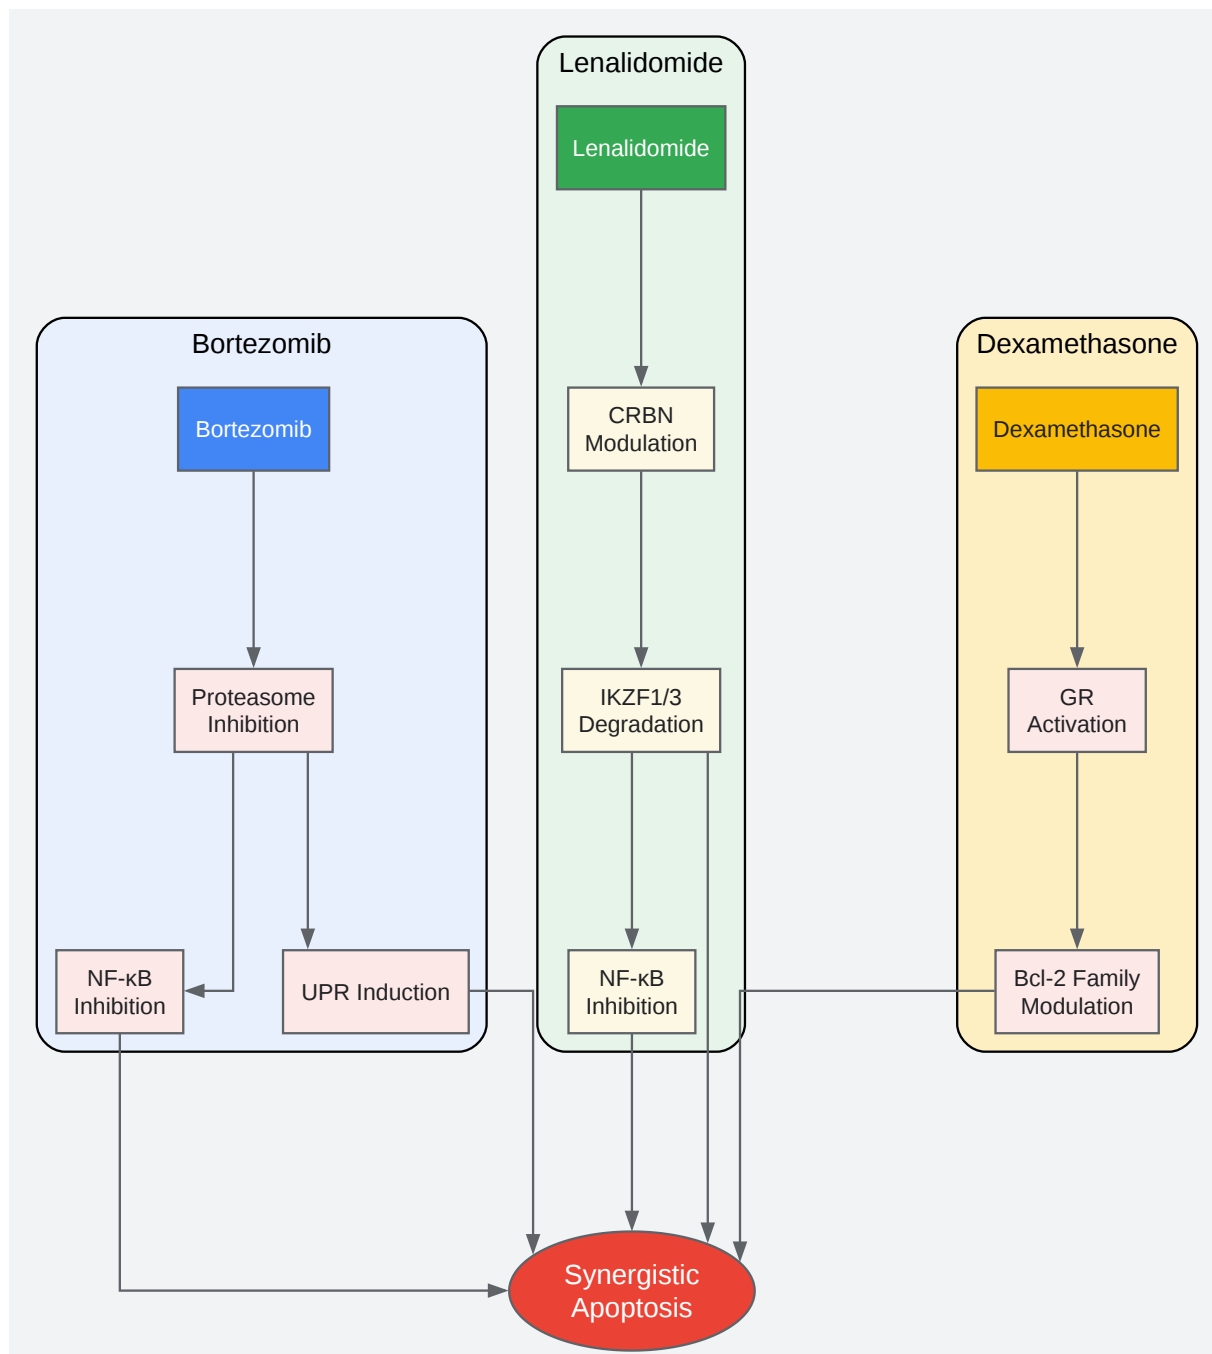 Bortezomib
Bortezomib
Proteasome
Inhibition
NF-κB
Inhibition
UPR Induction
Lenalidomide
Lenalidomide
CRBN
Modulation
IKZF1/3
Degradation
NF-κB
Inhibition
Dexamethasone
Dexamethasone
GR
Activation
Bcl-2 Family
Modulation
Synergistic
Apoptosis